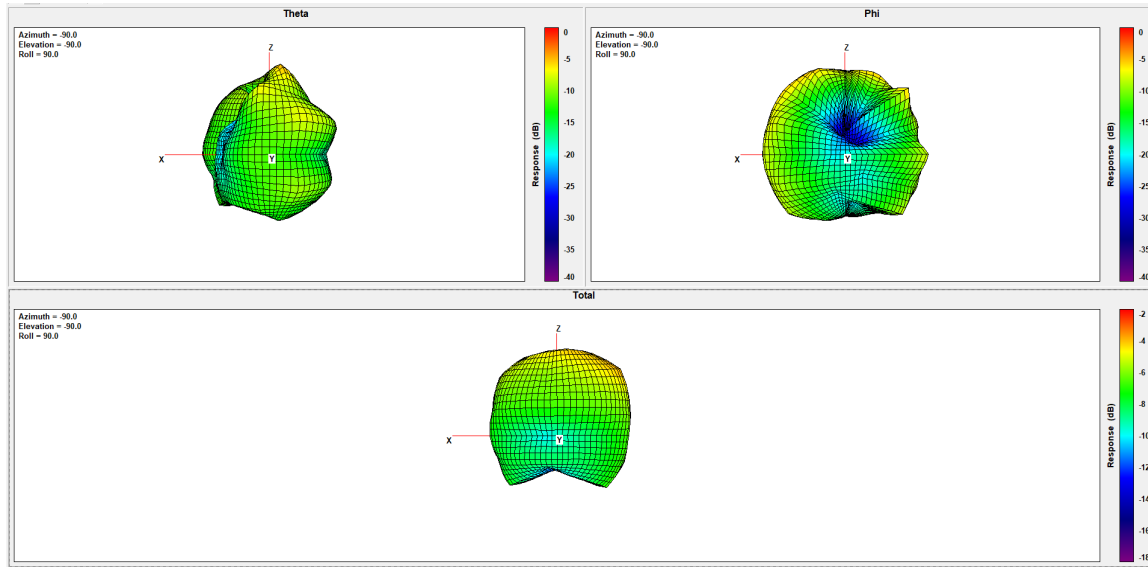 Theta
Azimuth = -90.0
Elevation = -90.0
Roll = 90.0
Z
X
Y
0
-5
-10
-15
-20
-25
-30
-35
-40
Response (dB)
Phi
Azimuth = -90.0
Elevation = -90.0
Roll = 90.0
Z
X
Y
0
-5
-10
-15
-20
-25
-30
-35
-40
Response (dB)
Total
Azimuth = -90.0
Elevation = -90.0
Roll = 90.0
Z
X
Y
-2
-4
-6
-8
-10
-12
-14
-16
-18
Response (dB)